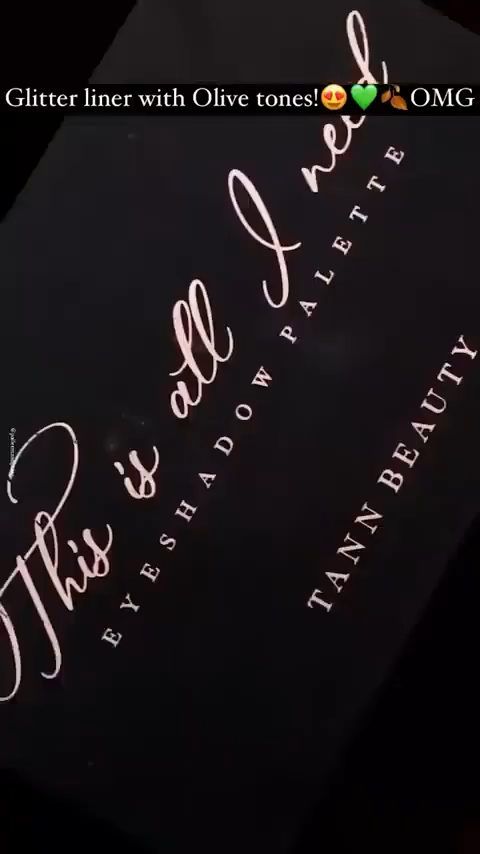 Glitter liner with Olive tones!😍💚🍂OMG
This is all I need
EYESHADOW PALETTE
TANN BEAUTY